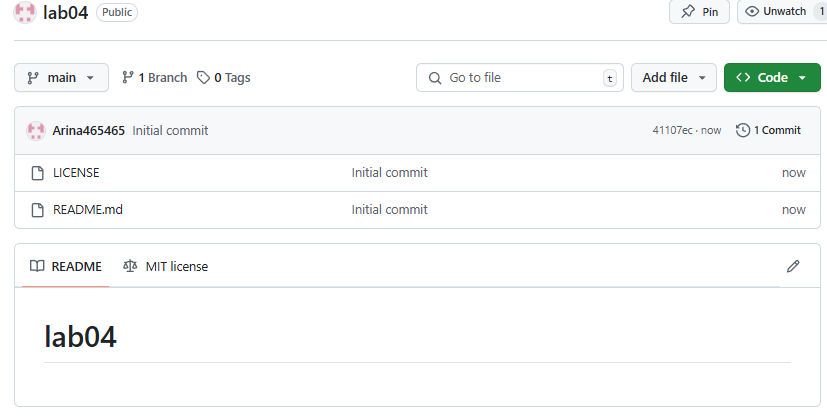 lab04 Public Pin Unwatch 1
main 1 Branch 0 Tags Go to file t Add file Code
Arina465465 Initial commit 41107ec · now 1 Commit
LICENSE Initial commit now
README.md Initial commit now
README MIT license
lab04